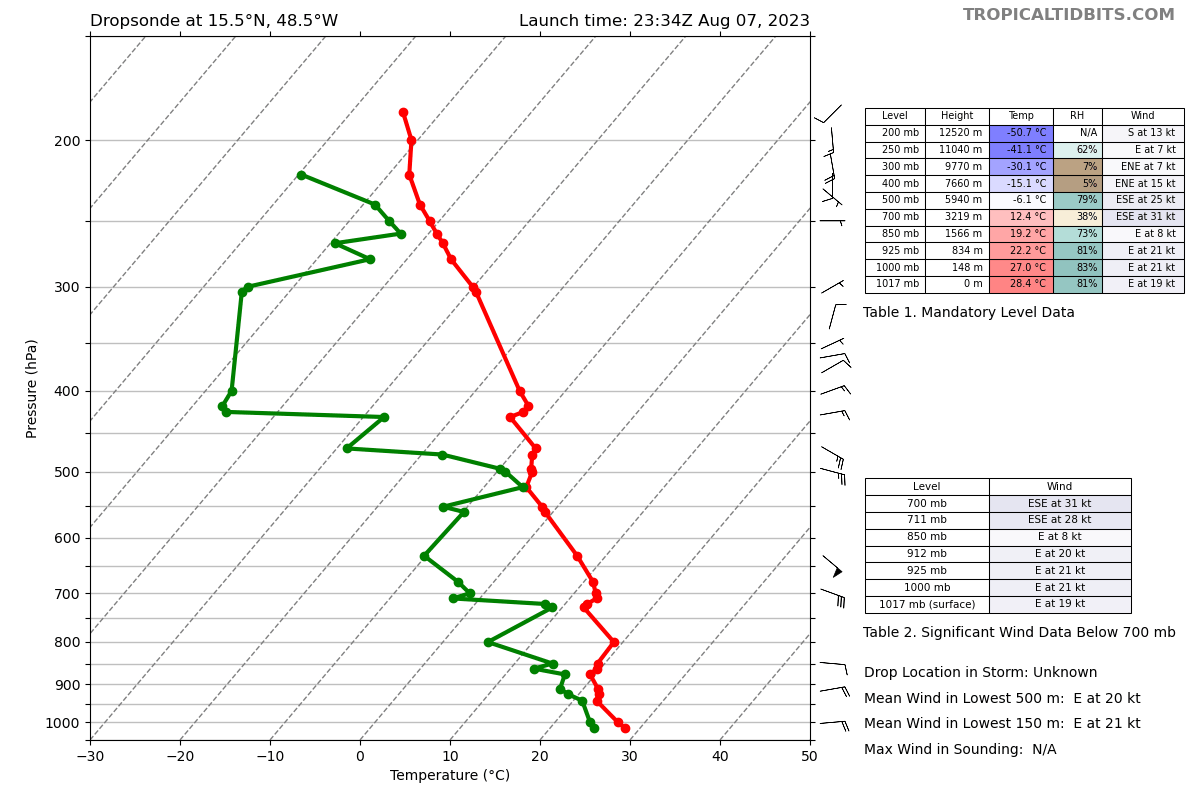 Dropsonde at 15.5°N, 48.5°W
Launch time: 23:34Z Aug 07, 2023
TROPICALTIDBITS.COM
Pressure (hPa)
200
300
400
500
600
700
800
900
1000
−30 −20 −10 0 10 20 30 40 50
Temperature (°C)
Level Height Temp RH Wind
200 mb 12520 m -50.7 °C N/A S at 13 kt
250 mb 11040 m -41.1 °C 62% E at 7 kt
300 mb 9770 m -30.1 °C 7% ENE at 7 kt
400 mb 7660 m -15.1 °C 5% ENE at 15 kt
500 mb 5940 m -6.1 °C 79% ESE at 25 kt
700 mb 3219 m 12.4 °C 38% ESE at 31 kt
850 mb 1566 m 19.2 °C 73% E at 8 kt
925 mb 834 m 22.2 °C 81% E at 21 kt
1000 mb 148 m 27.0 °C 83% E at 21 kt
1017 mb 0 m 28.4 °C 81% E at 19 kt
Table 1. Mandatory Level Data
Level Wind
700 mb ESE at 31 kt
711 mb ESE at 28 kt
850 mb E at 8 kt
912 mb E at 20 kt
925 mb E at 21 kt
1000 mb E at 21 kt
1017 mb (surface) E at 19 kt
Table 2. Significant Wind Data Below 700 mb
Drop Location in Storm: Unknown
Mean Wind in Lowest 500 m: E at 20 kt
Mean Wind in Lowest 150 m: E at 21 kt
Max Wind in Sounding: N/A